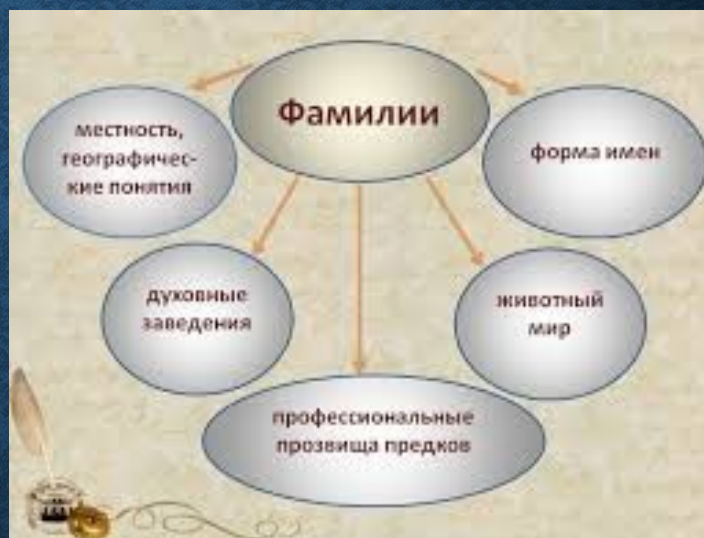 Фамилии
местность,
географичес-
кие понятия
форма имен
духовные
заведения
животный
мир
профессиональные
прозвища предков